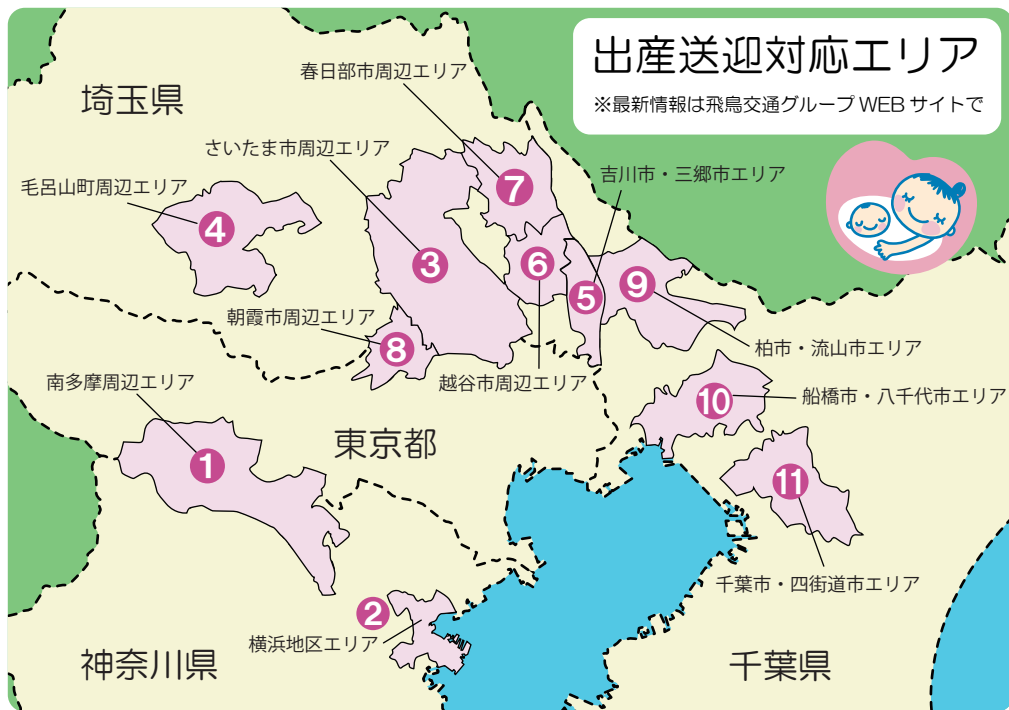 出産送迎対応エリア
※最新情報は飛鳥交通グループ WEB サイトで
埼玉県
春日部市周辺エリア
さいたま市周辺エリア
毛呂山町周辺エリア
吉川市・三郷市エリア
7
4
3
6
5
9
朝霞市周辺エリア
8
柏市・流山市エリア
南多摩周辺エリア
越谷市周辺エリア
船橋市・八千代市エリア
10
東京都
1
11
千葉市・四街道市エリア
2
横浜地区エリア
神奈川県
千葉県